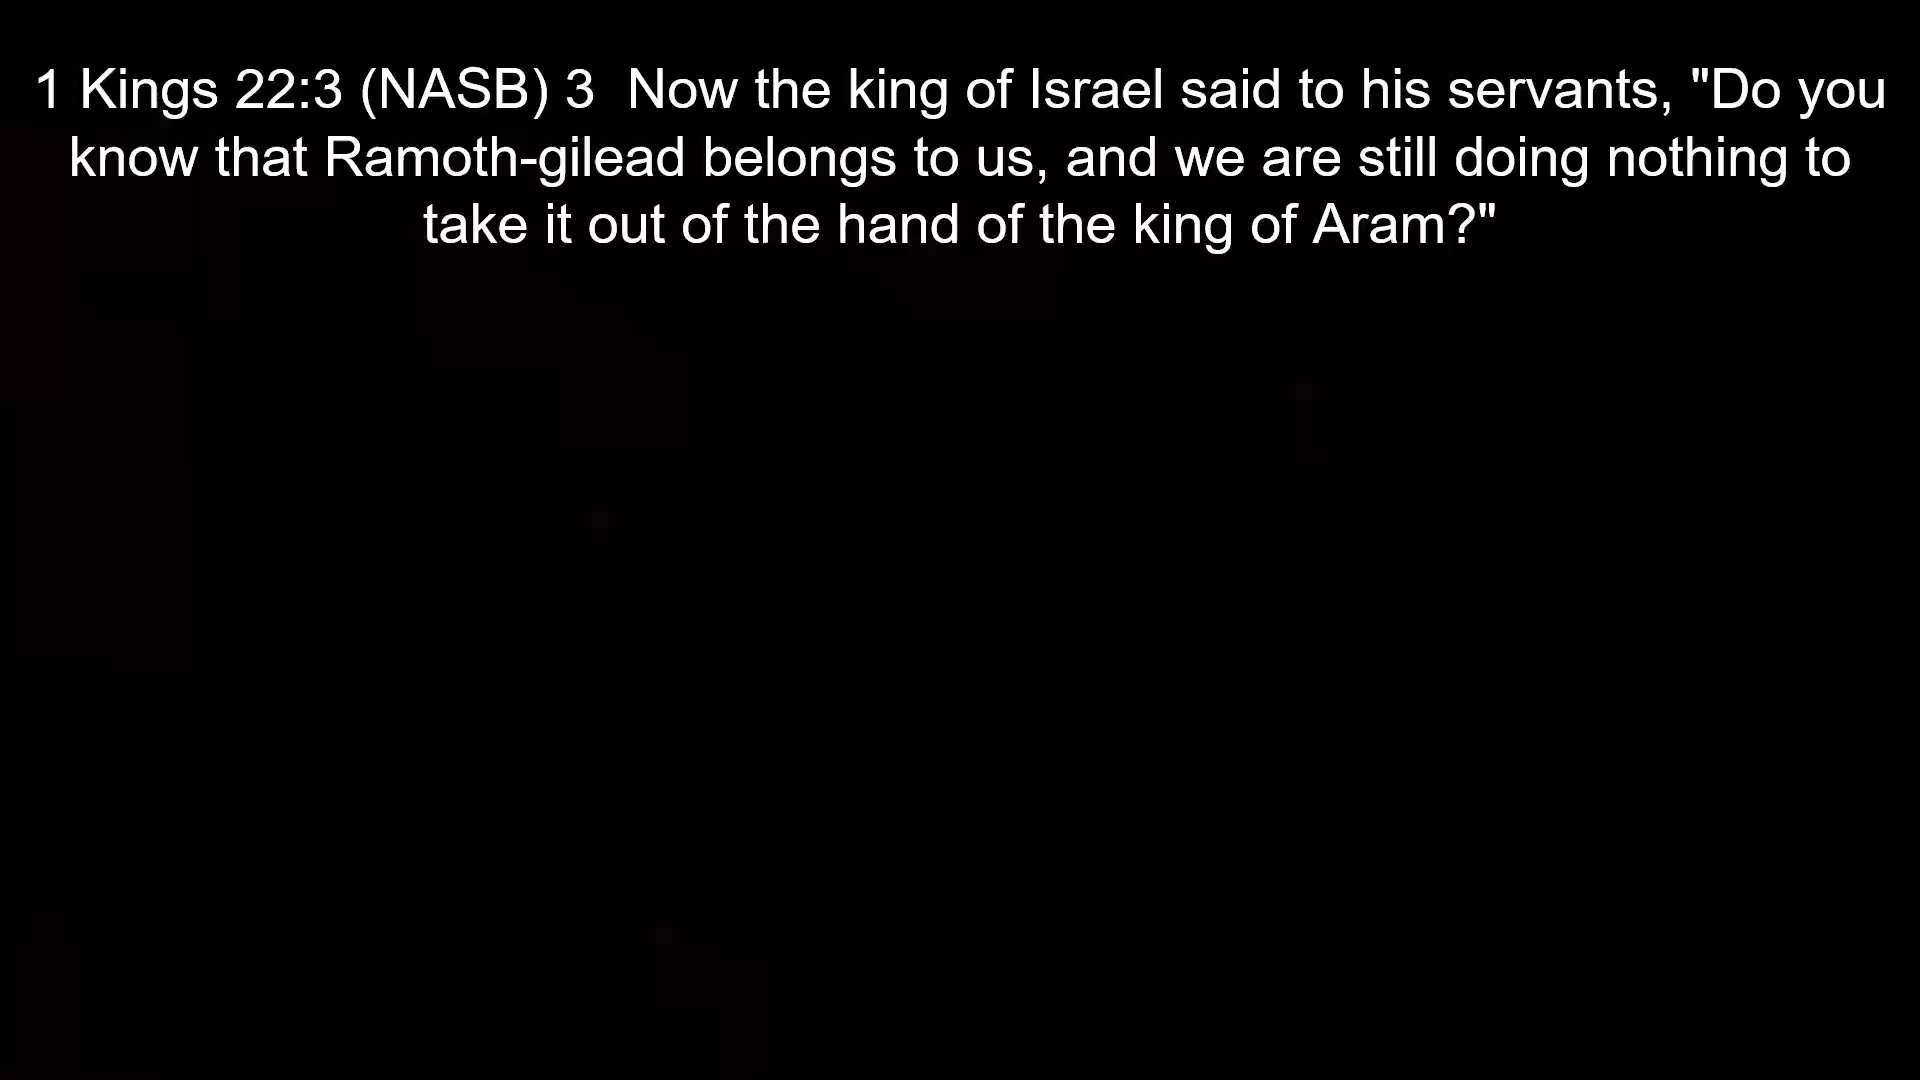 1 Kings 22:3 (NASB) 3  Now the king of Israel said to his servants, "Do you
know that Ramoth-gilead belongs to us, and we are still doing nothing to
take it out of the hand of the king of Aram?"